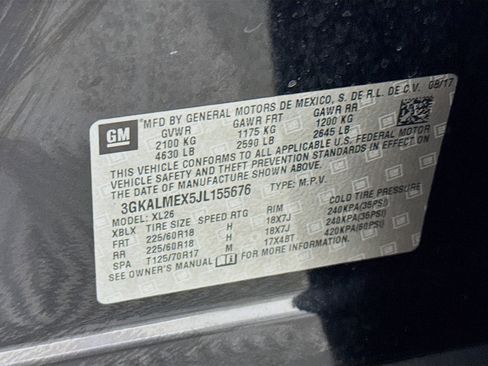 GM
MFD BY GENERAL MOTORS DE MEXICO, S. DE R.L. DE C.V. 08/17
GVWR GAWR FRT GAWR RR
2100 KG 1175 KG 1200 KG
4630 LB 2590 LB 2645 LB
THIS VEHICLE CONFORMS TO ALL APPLICABLE U.S. FEDERAL MOTOR
VEHICLE SAFETY AND THEFT PREVENTION STANDARDS IN EFFECT ON
THE DATE OF MANUFACTURE SHOWN ABOVE.
3GKALMEX5JL155676 TYPE: M.P.V.
MODEL: XL26
XBLX TIRE SIZE SPEED RTG RIM COLD TIRE PRESSURE
FRT 225/60R18 H 18X7J 240KPA(35PSI)
RR 225/60R18 H 18X7J 240KPA(35PSI)
SPA T125/70R17 M 17X4BT 420KPA(60PSI)
SEE OWNER'S MANUAL